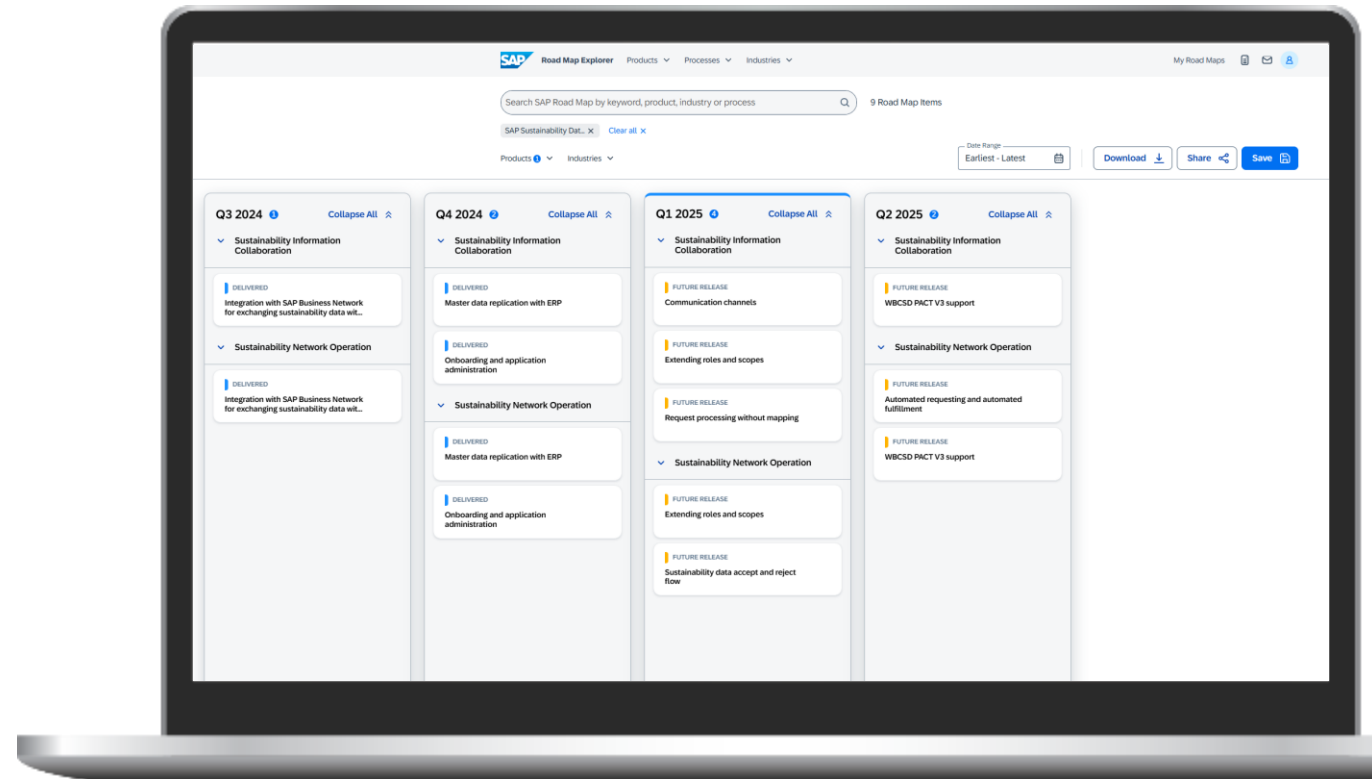 SAP Road Map Explorer Products Processes Industries My Road Maps
Search SAP Road Map by keyword, product, industry or process 9 Road Map Items
SAP Sustainability Dat... Clear all
Products 1 Industries Date Range Earliest - Latest Download Share Save
Q3 2024 1 Collapse All
Sustainability Information
Collaboration
DELIVERED
Integration with SAP Business Network
for exchanging sustainability data wit...
Sustainability Network Operation
DELIVERED
Integration with SAP Business Network
for exchanging sustainability data wit...
Q4 2024 2 Collapse All
Sustainability Information
Collaboration
DELIVERED
Master data replication with ERP
DELIVERED
Onboarding and application
administration
Sustainability Network Operation
DELIVERED
Master data replication with ERP
DELIVERED
Onboarding and application
administration
Q1 2025 4 Collapse All
Sustainability Information
Collaboration
FUTURE RELEASE
Communication channels
FUTURE RELEASE
Extending roles and scopes
FUTURE RELEASE
Request processing without mapping
Sustainability Network Operation
FUTURE RELEASE
Extending roles and scopes
FUTURE RELEASE
Sustainability data accept and reject
flow
Q2 2025 2 Collapse All
Sustainability Information
Collaboration
FUTURE RELEASE
WBCSD PACT V3 support
Sustainability Network Operation
FUTURE RELEASE
Automated requesting and automated
fulfillment
FUTURE RELEASE
WBCSD PACT V3 support